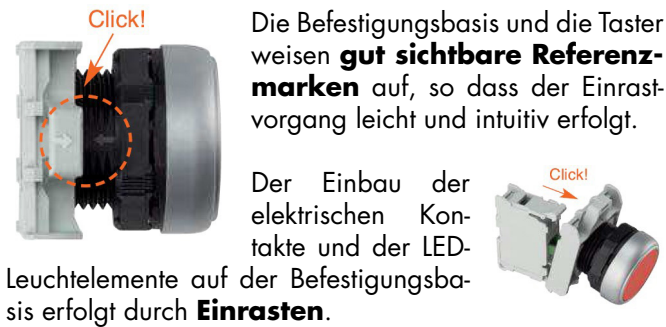 Click!
Die Befestigungsbasis und die Taster
weisen gut sichtbare Referenz-
marken auf, so dass der Einrast-
vorgang leicht und intuitiv erfolgt.
Der Einbau der
elektrischen Kon-
takte und der LED-
Click!
Leuchtelemente auf der Befestigungsba-
sis erfolgt durch Einrasten.